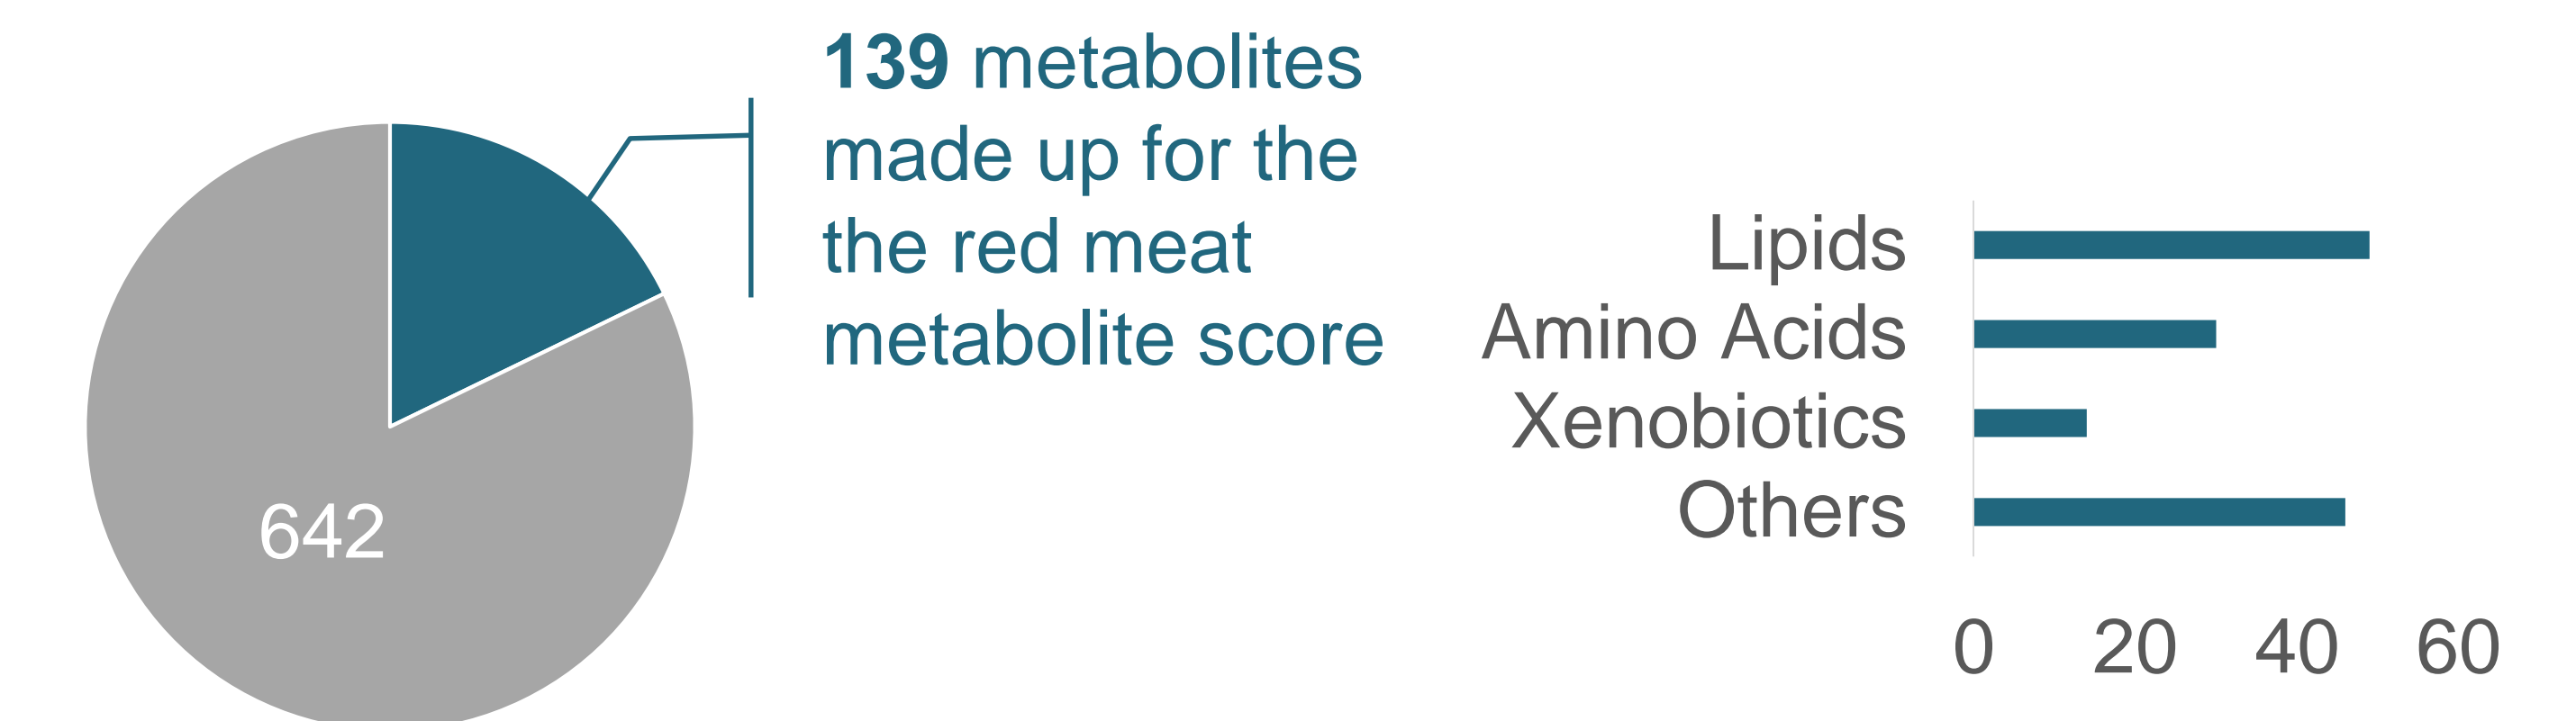 139 metabolites
made up for the
the red meat
metabolite score
642
Lipids
Amino Acids
Xenobiotics
Others
0 20 40 60